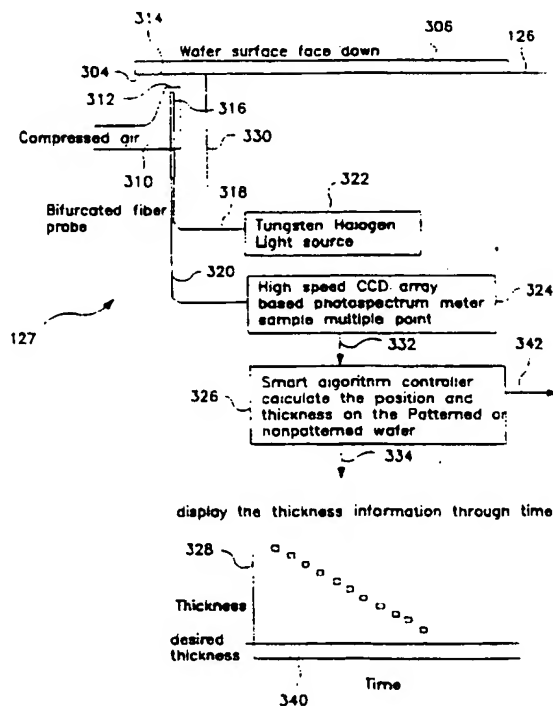 314
Wafer surface face down
306
126
304
312
316
Compressed air
330
310
322
318
Bifurcated fiber
probe
Tungsten Halogen
Light source
320
High speed CCD array
based photospectrum meter
sample multiple point
324
127
332
342
326
Smart algorithm controller
calculate the position and
thickness on the Patterned or
nonpatterned wafer
334
display the thickness information through time
328
Thickness
desired
thickness
340
Time